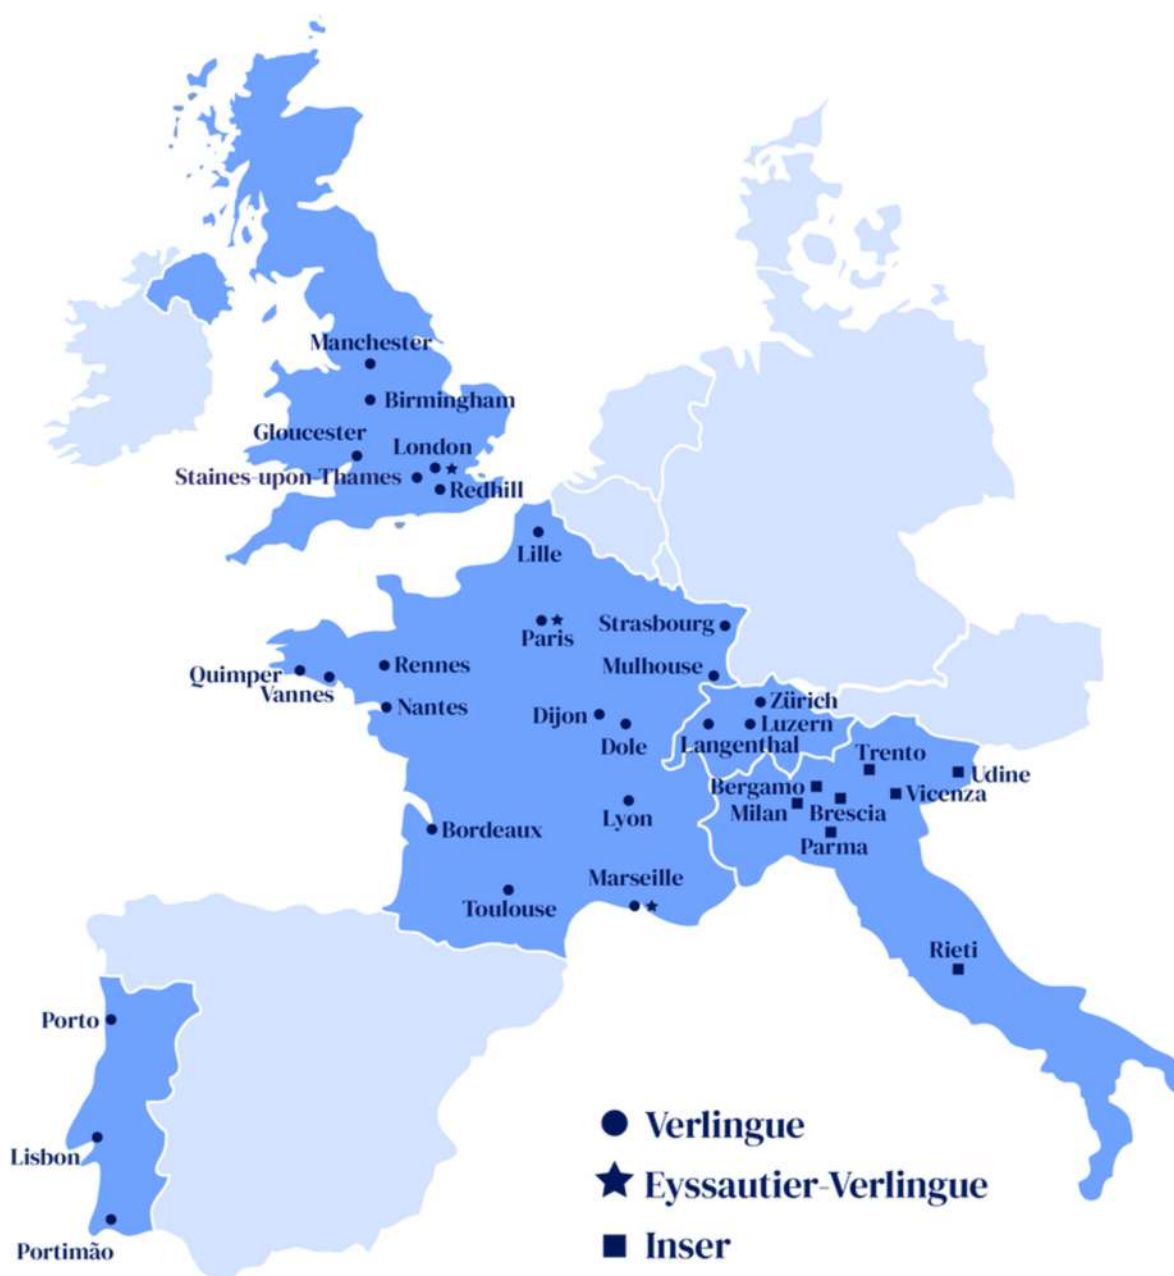 Manchester
Birmingham
Gloucester
London
Staines-upon-Thames
Redhill
Lille
Paris
Strasbourg
Quimper
Vannes
Rennes
Mulhouse
Nantes
Dijon
Dole
Zürich
Luzern
Langenthal
Trento
Udine
Bergamo
Vicenza
Milan
Brescia
Parma
Lyon
Bordeaux
Marseille
Toulouse
Rieti
Porto
Lisbon
Portimão
Verlingue
Eyssautier-Verlingue
Inser